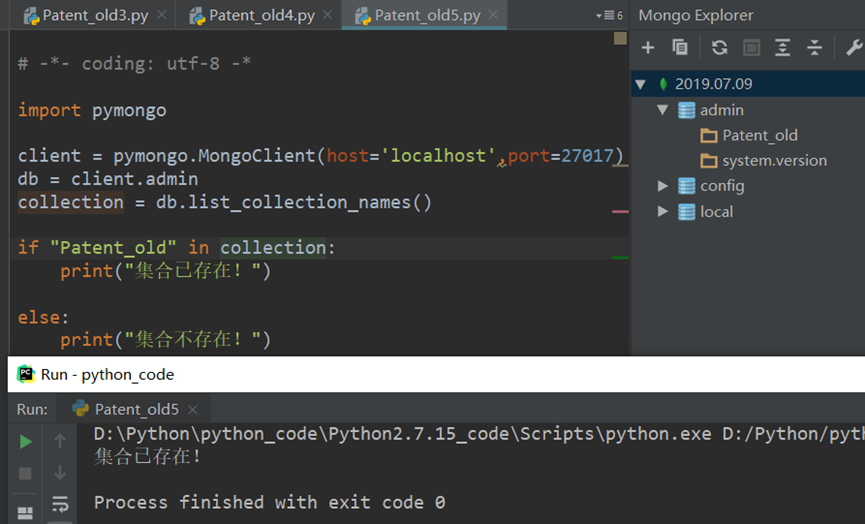 Patent_old3.py
Patent_old4.py
Patent_old5.py
6
Mongo Explorer
# -*- coding: utf-8 -*
import pymongo
client = pymongo.MongoClient(host='localhost',port=27017)
db = client.admin
collection = db.list_collection_names()
if "Patent_old" in collection:
print("集合已存在！")
else:
print("集合不存在！")
2019.07.09
admin
Patent_old
system.version
config
local
PC
Run - python_code
Run:
Patent_old5
D:\Python\python_code\Python2.7.15_code\Scripts\python.exe D:/Python/pyth
集合已存在！
Process finished with exit code 0